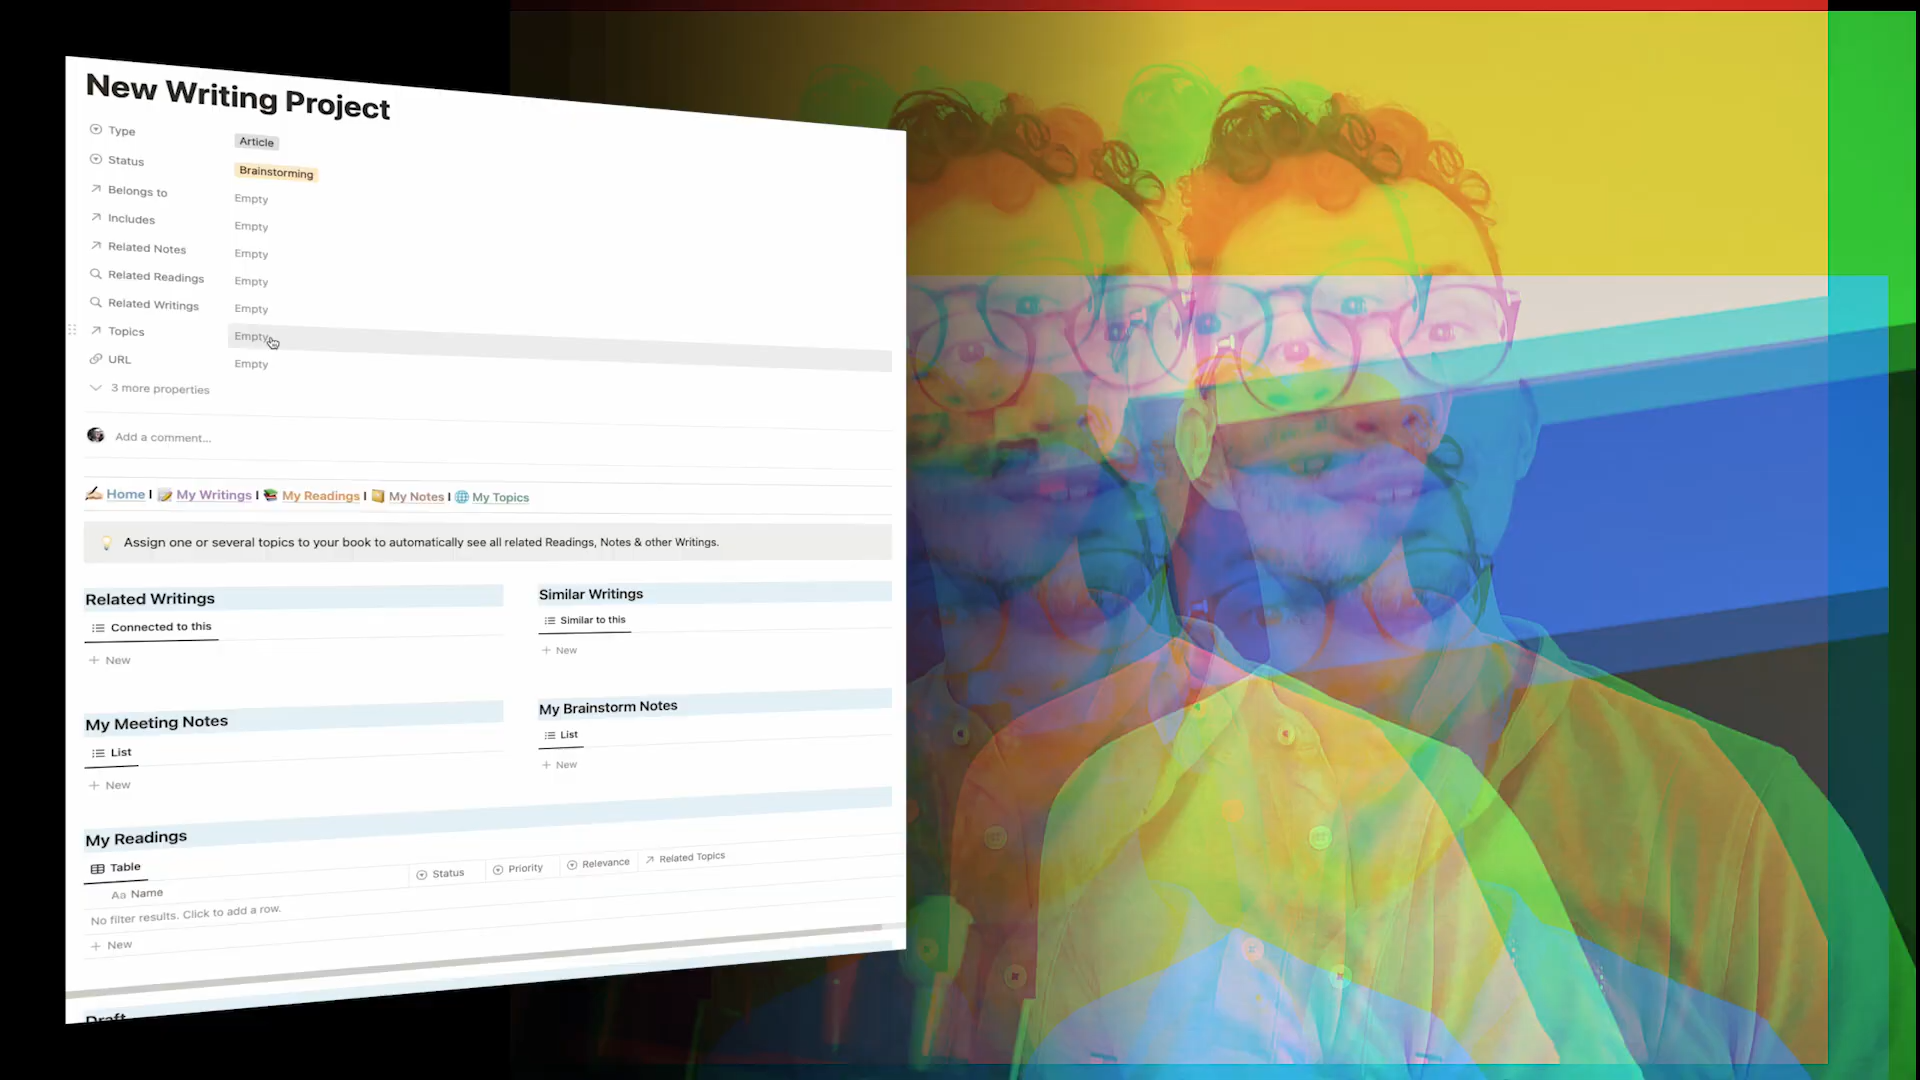 New Writing Project
Type Article
Status Brainstorming
Belongs to Empty
Includes Empty
Related Notes Empty
Related Readings Empty
Related Writings Empty
Topics Empty
URL Empty
3 more properties
Add a comment...
Home | My Writings | My Readings | My Notes | My Topics
Assign one or several topics to your book to automatically see all related Readings, Notes & other Writings.
Related Writings
Connected to this
+ New
Similar Writings
Similar to this
+ New
My Meeting Notes
List
+ New
My Brainstorm Notes
List
+ New
My Readings
Table
Aa Name Status Priority Relevance Related Topics
No filter results. Click to add a row.
+ New
Draft